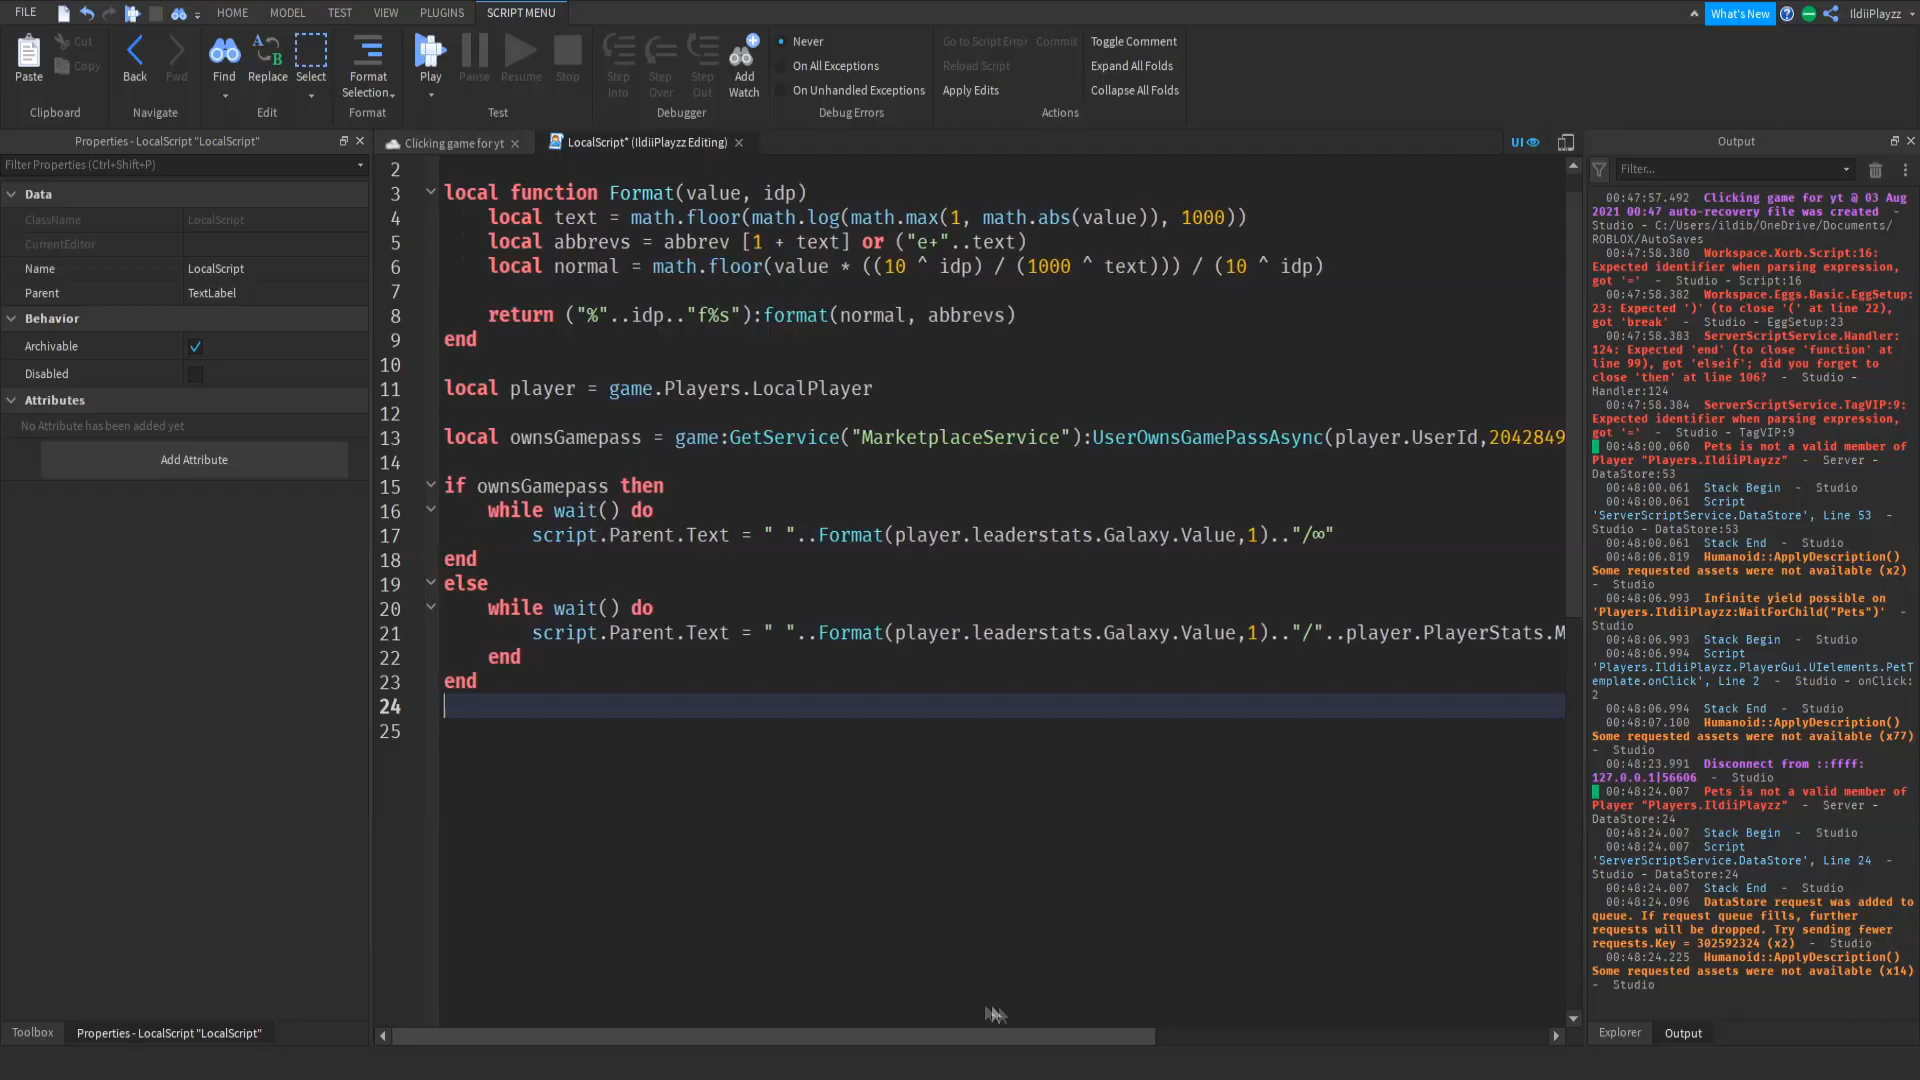 FILE HOME MODEL TEST VIEW PLUGINS SCRIPT MENU What's New IldiiPlayzz
Paste Cut Copy Back Fwd Find Replace Select Format Selection Play Pause Resume Stop Step Into Step Over Step Out Add Watch
Never
On All Exceptions
On Unhandled Exceptions
Go to Script Error Commit
Reload Script
Apply Edits
Toggle Comment
Expand All Folds
Collapse All Folds
Clipboard Navigate Edit Format Test Debugger Debug Errors Actions
Properties - LocalScript "LocalScript"
Filter Properties (Ctrl+Shift+P)
Data
ClassName LocalScript
CurrentEditor
Name LocalScript
Parent TextLabel
Behavior
Archivable
Disabled
Attributes
No Attribute has been added yet
Add Attribute
Toolbox Properties - LocalScript "LocalScript"
Clicking game for yt LocalScript* (IldiiPlayzz Editing) UI
2
3 local function Format(value, idp)
4 local text = math.floor(math.log(math.max(1, math.abs(value)), 1000))
5 local abbrevs = abbrev [1 + text] or ("e+"..text)
6 local normal = math.floor(value * ((10 ^ idp) / (1000 ^ text))) / (10 ^ idp)
7
8 return ("%"..idp.."f%s"):format(normal, abbrevs)
9 end
10
11 local player = game.Players.LocalPlayer
12
13 local ownsGamepass = game:GetService("MarketplaceService"):UserOwnsGamePassAsync(player.UserId,2042849
14
15 if ownsGamepass then
16 while wait() do
17 script.Parent.Text = " "..Format(player.leaderstats.Galaxy.Value,1).."/∞"
18 end
19 else
20 while wait() do
21 script.Parent.Text = " "..Format(player.leaderstats.Galaxy.Value,1).."/"..player.PlayerStats.M
22 end
23 end
24
25
Output
Filter...
00:47:57.492 Clicking game for yt @ 03 Aug
2021 00:47 auto-recovery file was created -
Studio - C:/Users/ildib/OneDrive/Documents/
ROBLOX/AutoSaves
00:47:58.380 Workspace.Xorb.Script:16:
Expected identifier when parsing expression,
got '=' - Studio - Script:16
00:47:58.382 Workspace.Eggs.Basic.EggSetup:
23: Expected ')' (to close '(' at line 22),
got 'break' - Studio - EggSetup:23
00:47:58.383 ServerScriptService.Handler:
124: Expected 'end' (to close 'function' at
line 99), got 'elseif'; did you forget to
close 'then' at line 106? - Studio -
Handler:124
00:47:58.384 ServerScriptService.TagVIP:9:
Expected identifier when parsing expression,
got '=' - Studio - TagVIP:9
00:48:00.060 Pets is not a valid member of
Player "Players.IldiiPlayzz" - Server -
DataStore:53
00:48:00.061 Stack Begin - Studio
00:48:00.061 Script
'ServerScriptService.DataStore', Line 53 -
Studio - DataStore:53
00:48:00.061 Stack End - Studio
00:48:06.819 Humanoid::ApplyDescription()
Some requested assets were not available (x2)
- Studio
00:48:06.993 Infinite yield possible on
'Players.IldiiPlayzz:WaitForChild("Pets")' -
Studio
00:48:06.993 Stack Begin - Studio
00:48:06.994 Script
'Players.IldiiPlayzz.PlayerGui.UIelements.PetT
emplate.onClick', Line 2 - Studio - onClick:
2
00:48:06.994 Stack End - Studio
00:48:07.100 Humanoid::ApplyDescription()
Some requested assets were not available (x77)
- Studio
00:48:23.991 Disconnect from ::ffff:
127.0.0.1|56606 - Studio
00:48:24.007 Pets is not a valid member of
Player "Players.IldiiPlayzz" - Server -
DataStore:24
00:48:24.007 Stack Begin - Studio
00:48:24.007 Script
'ServerScriptService.DataStore', Line 24 -
Studio - DataStore:24
00:48:24.007 Stack End - Studio
00:48:24.096 DataStore request was added to
queue. If request queue fills, further
requests will be dropped. Try sending fewer
requests.Key = 302592324 (x2) - Studio
00:48:24.225 Humanoid::ApplyDescription()
Some requested assets were not available (x14)
- Studio
Explorer Output